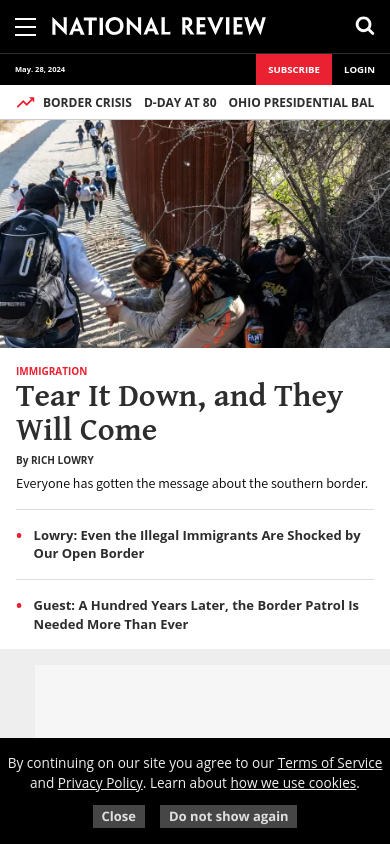 NATIONAL REVIEW
May. 28, 2024
SUBSCRIBE
LOGIN
BORDER CRISIS D-DAY AT 80 OHIO PRESIDENTIAL BAL
FANT
IMMIGRATION
Tear It Down, and They
Will Come
By RICH LOWRY
Everyone has gotten the message about the southern border.
• Lowry: Even the Illegal Immigrants Are Shocked by
Our Open Border
• Guest: A Hundred Years Later, the Border Patrol Is
Needed More Than Ever
By continuing on our site you agree to our Terms of Service
and Privacy Policy. Learn about how we use cookies.
Close
Do not show again